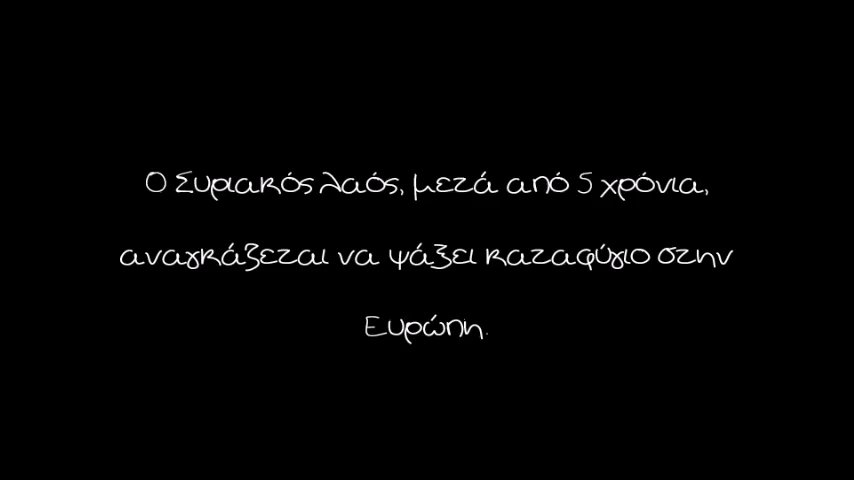 Ο Συριακός λαός, μετά από 5 χρόνια,
αναγκάζεται να ψάξει καταφύγιο στην
Ευρώπη.